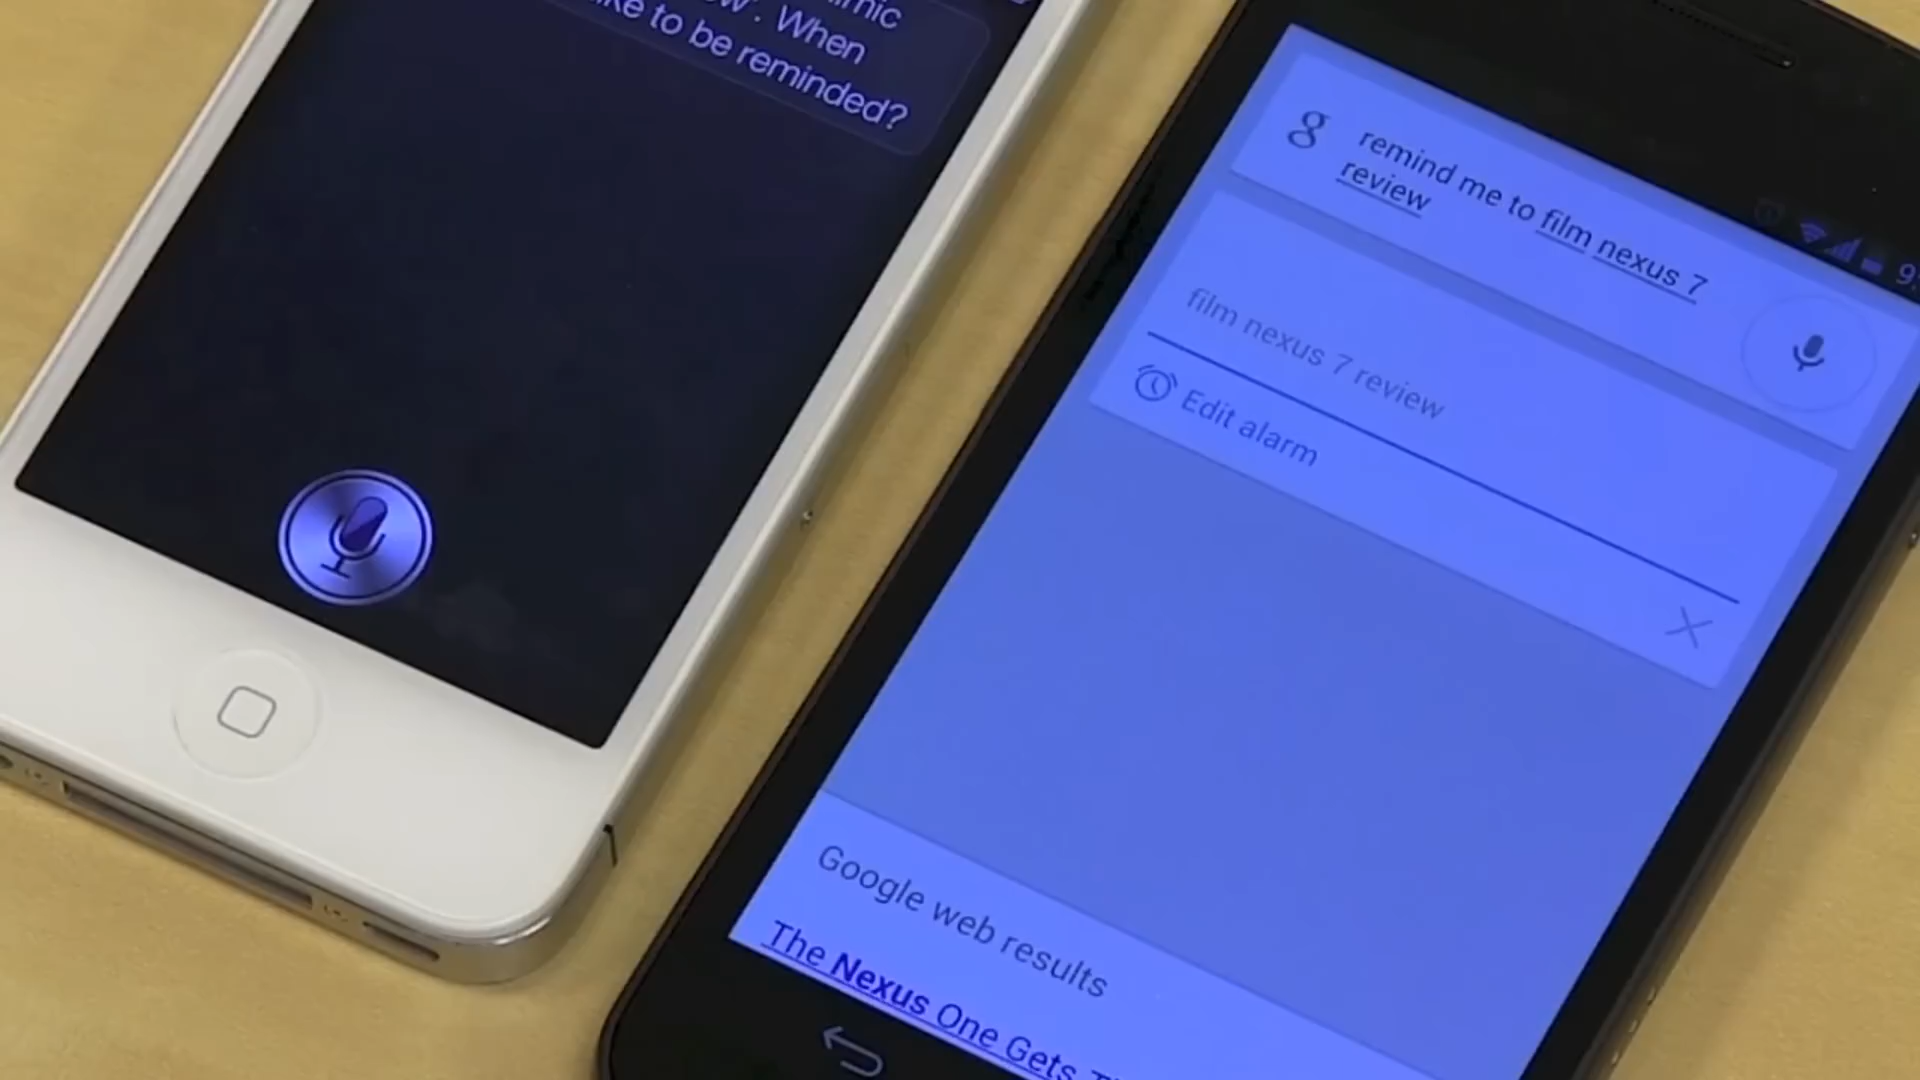 When
to be reminded?
g
remind me to film nexus 7
review
film nexus 7 review
Edit alarm
Google web results
The Nexus One Gets